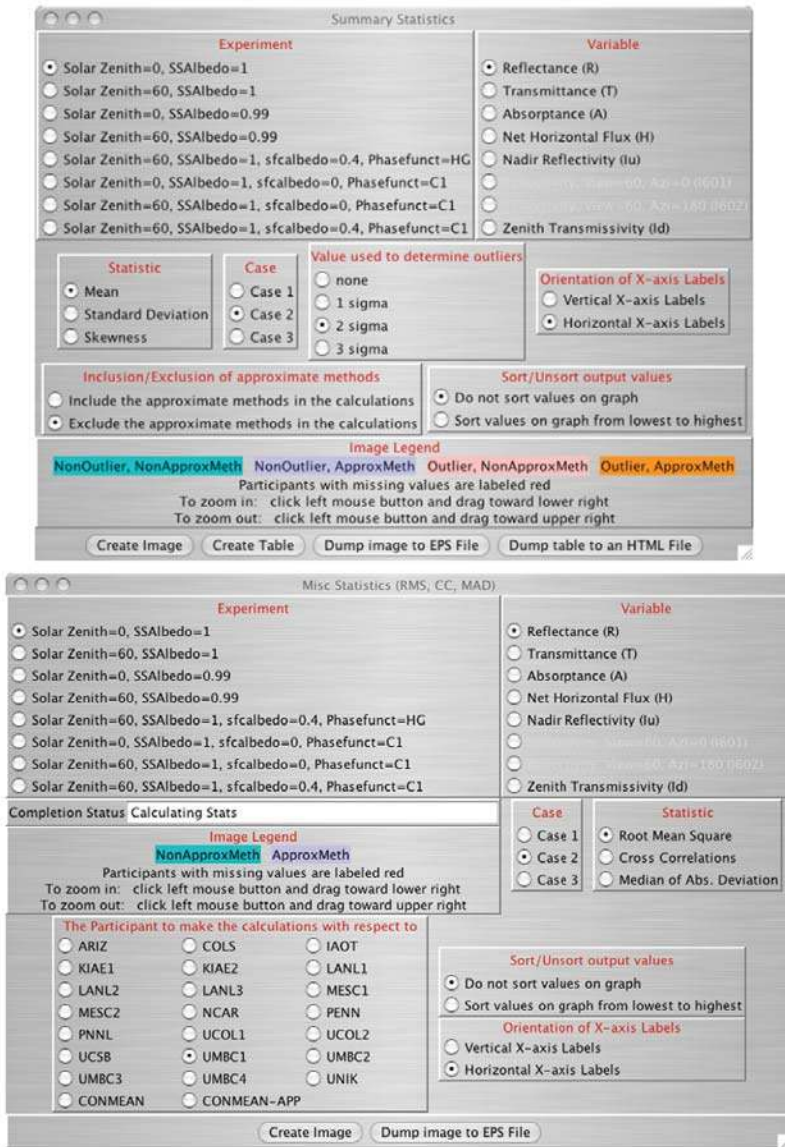 Summary Statistics
Experiment
Solar Zenith=0, SSAlbedo=1
Solar Zenith=60, SSAlbedo=1
Solar Zenith=0, SSAlbedo=0.99
Solar Zenith=60, SSAlbedo=0.99
Solar Zenith=60, SSAlbedo=1, sfcalbedo=0.4, Phasefunct=HG
Solar Zenith=0, SSAlbedo=1, sfcalbedo=0, Phasefunct=C1
Solar Zenith=60, SSAlbedo=1, sfcalbedo=0, Phasefunct=C1
Solar Zenith=60, SSAlbedo=1, sfcalbedo=0.4, Phasefunct=C1
Variable
Reflectance (R)
Transmittance (T)
Absorptance (A)
Net Horizontal Flux (H)
Nadir Reflectivity (Iu)
view=60, Azi=0 0601)
view=60, Azi=180 0602)
Zenith Transmissivity (Id)
Statistic
Mean
Standard Deviation
Skewness
Case
Case 1
Case 2
Case 3
Value used to determine outliers
none
1 sigma
2 sigma
3 sigma
Orientation of X-axis Labels
Vertical X-axis Labels
Horizontal X-axis Labels
Inclusion/Exclusion of approximate methods
Include the approximate methods in the calculations
Exclude the approximate methods in the calculations
Sort/Unsort output values
Do not sort values on graph
Sort values on graph from lowest to highest
Image Legend
NonOutlier, NonApproxMeth NonOutlier, ApproxMeth Outlier, NonApproxMeth Outlier, ApproxMeth
Participants with missing values are labeled red
To zoom in: click left mouse button and drag toward lower right
To zoom out: click left mouse button and drag toward upper right
Create Image Create Table Dump image to EPS File Dump table to an HTML File
Misc Statistics (RMS, CC, MAD)
Experiment
Solar Zenith=0, SSAlbedo=1
Solar Zenith=60, SSAlbedo=1
Solar Zenith=0, SSAlbedo=0.99
Solar Zenith=60, SSAlbedo=0.99
Solar Zenith=60, SSAlbedo=1, sfcalbedo=0.4, Phasefunct=HG
Solar Zenith=0, SSAlbedo=1, sfcalbedo=0, Phasefunct=C1
Solar Zenith=60, SSAlbedo=1, sfcalbedo=0, Phasefunct=C1
Solar Zenith=60, SSAlbedo=1, sfcalbedo=0.4, Phasefunct=C1
Variable
Reflectance (R)
Transmittance (T)
Absorptance (A)
Net Horizontal Flux (H)
Nadir Reflectivity (Iu)
view=60, Azi=0 0601)
view=60, Azi=180 0602)
Zenith Transmissivity (Id)
Completion Status Calculating Stats
Image Legend
NonApproxMeth ApproxMeth
Participants with missing values are labeled red
To zoom in: click left mouse button and drag toward lower right
To zoom out: click left mouse button and drag toward upper right
Case
Case 1
Case 2
Case 3
Statistic
Root Mean Square
Cross Correlations
Median of Abs. Deviation
The Participant to make the calculations with respect to
ARIZ COLS IAOT
KIAE1 KIAE2 LANL1
LANL2 LANL3 MESC1
MESC2 NCAR PENN
PNNL UCOL1 UCOL2
UCSB UMBC1 UMBC2
UMBC3 UMBC4 UNIK
CONMEAN CONMEAN-APP
Sort/Unsort output values
Do not sort values on graph
Sort values on graph from lowest to highest
Orientation of X-axis Labels
Vertical X-axis Labels
Horizontal X-axis Labels
Create Image Dump image to EPS File